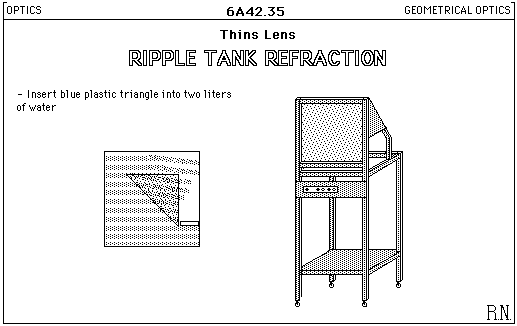 OPTICS 6A42.35 GEOMETRICAL OPTICS
Thins Lens
RIPPLE TANK REFRACTION
- Insert blue plastic triangle into two liters
of water
R.N.